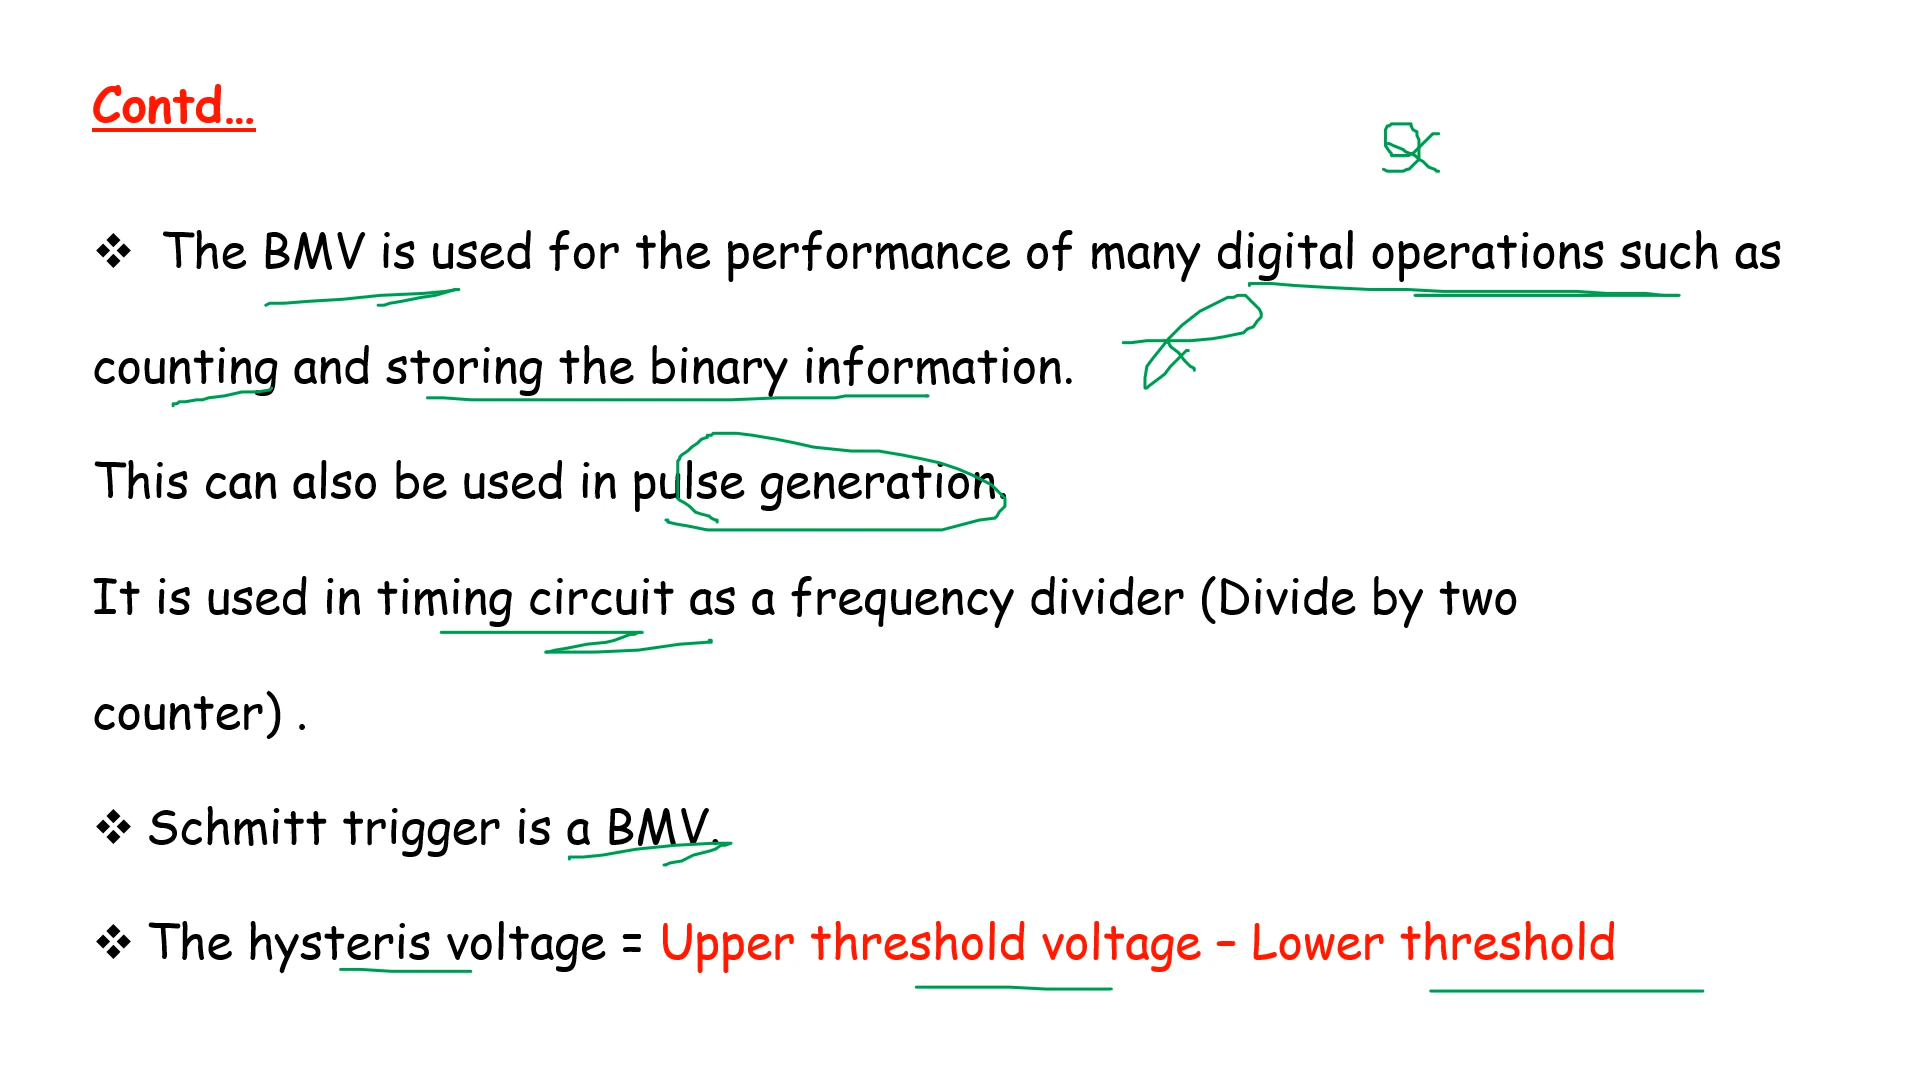 Contd...
❖ The BMV is used for the performance of many digital operations such as
counting and storing the binary information.
This can also be used in pulse generation.
It is used in timing circuit as a frequency divider (Divide by two
counter) .
❖ Schmitt trigger is a BMV.
❖ The hysteris voltage = Upper threshold voltage – Lower threshold